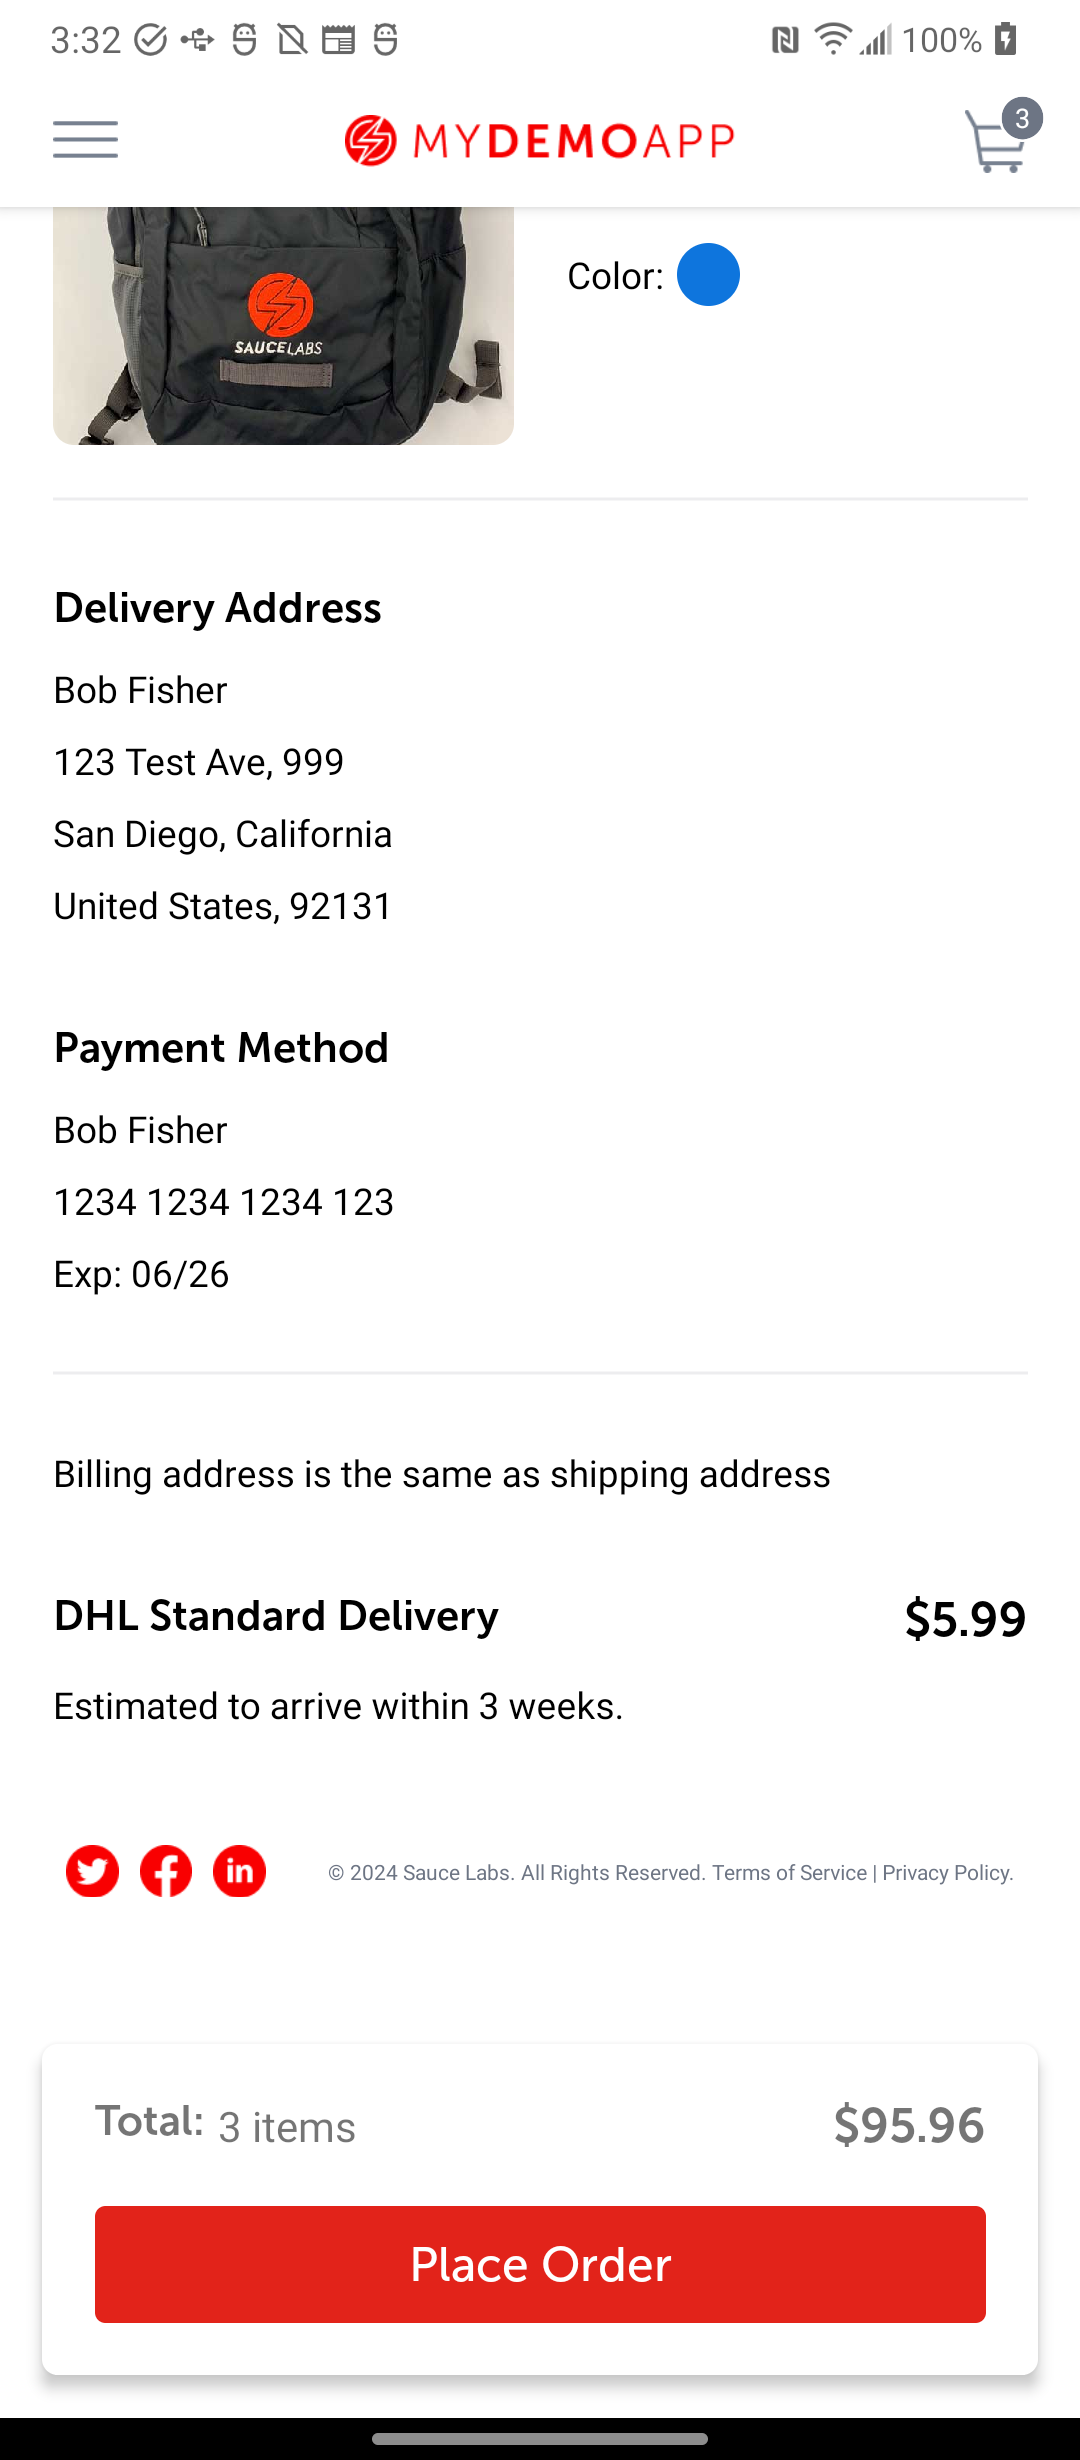 3:32
100%
MYDEMOAPP
3
SAUCELABS
Color:
Delivery Address
Bob Fisher
123 Test Ave, 999
San Diego, California
United States, 92131
Payment Method
Bob Fisher
1234 1234 1234 123
Exp: 06/26
Billing address is the same as shipping address
DHL Standard Delivery $5.99
Estimated to arrive within 3 weeks.
© 2024 Sauce Labs. All Rights Reserved. Terms of Service | Privacy Policy.
Total: 3 items $95.96
Place Order